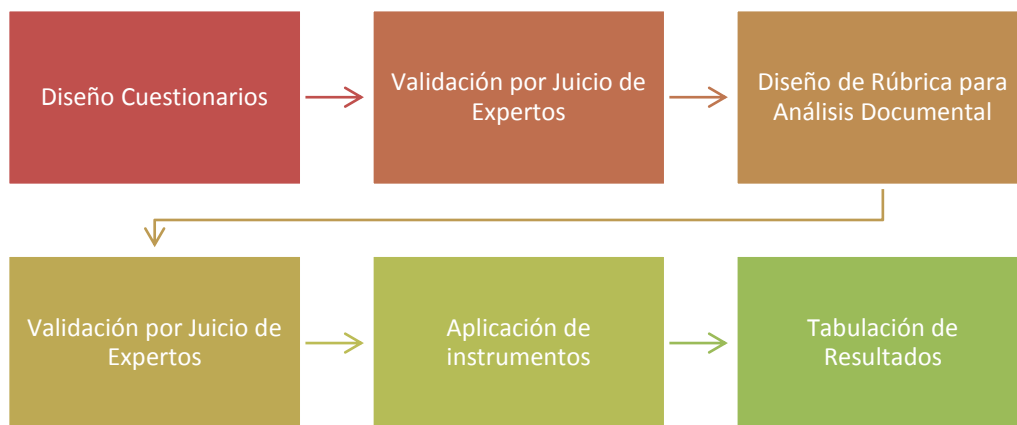 Diseño Cuestionarios
Validación por Juicio de
Expertos
Diseño de Rúbrica para
Análisis Documental
Validación por Juicio de
Expertos
Aplicación de
instrumentos
Tabulación de
Resultados